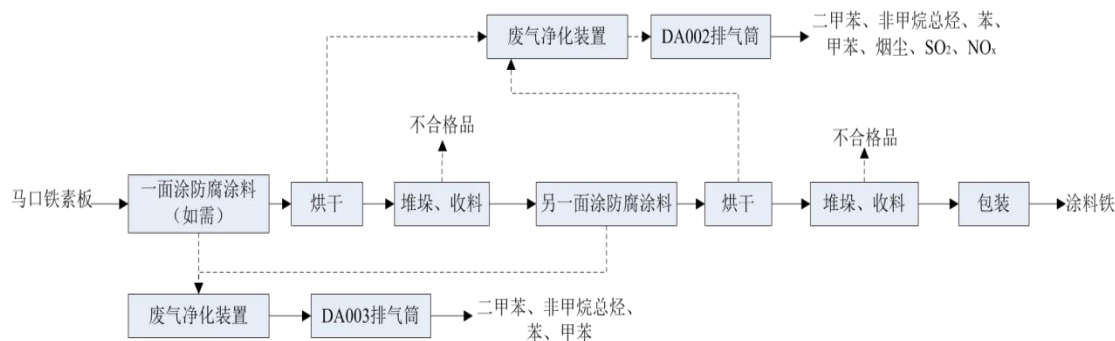 废气净化装置
DA002排气筒
二甲苯、非甲烷总烃、苯、
甲苯、烟尘、SO₂、NOₓ
不合格品
不合格品
马口铁素板
一面涂防腐涂料
（如需）
烘干
堆垛、收料
另一面涂防腐涂料
烘干
堆垛、收料
包装
涂料铁
废气净化装置
DA003排气筒
二甲苯、非甲烷总烃、
苯、甲苯